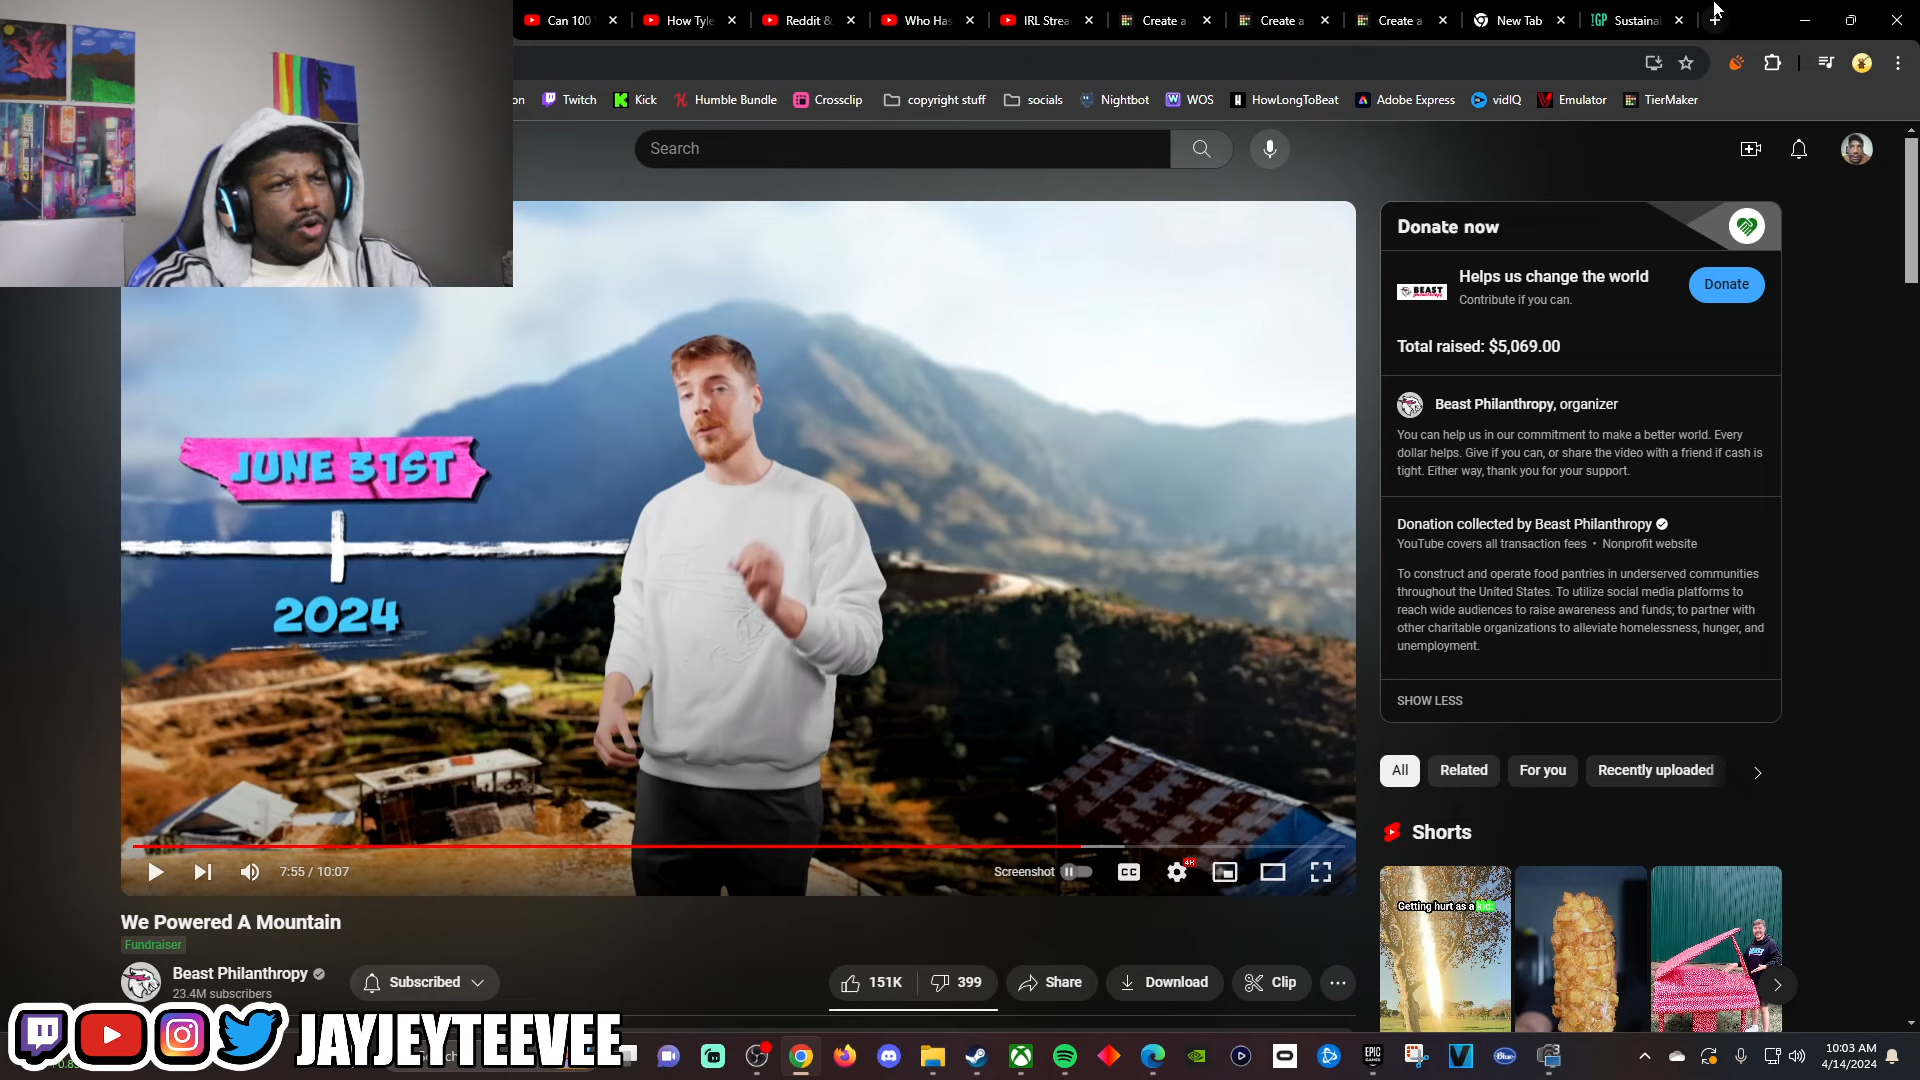 Can 100
How Tyle
Reddit &
Who Has
IRL Strea
Create a
Create a
Create a
New Tab
Sustaina
on
Twitch
Kick
Humble Bundle
Crossclip
copyright stuff
socials
Nightbot
WOS
HowLongToBeat
Adobe Express
vidIQ
Emulator
TierMaker
Search
JUNE 31ST
2024
7:55 / 10:07
Screenshot
CC
4K
Donate now
BEAST
Helps us change the world
Contribute if you can.
Donate
Total raised: $5,069.00
Beast Philanthropy, organizer
You can help us in our commitment to make a better world. Every
dollar helps. Give if you can, or share the video with a friend if cash is
tight. Either way, thank you for your support.
Donation collected by Beast Philanthropy
YouTube covers all transaction fees • Nonprofit website
To construct and operate food pantries in underserved communities
throughout the United States. To utilize social media platforms to
reach wide audiences to raise awareness and funds; to partner with
other charitable organizations to alleviate homelessness, hunger, and
unemployment.
SHOW LESS
All
Related
For you
Recently uploaded
Shorts
Getting hurt as a kid:
We Powered A Mountain
Fundraiser
Beast Philanthropy
23.4M subscribers
Subscribed
151K
399
Share
Download
Clip
JAYJEYTEEVEE
10:03 AM
4/14/2024